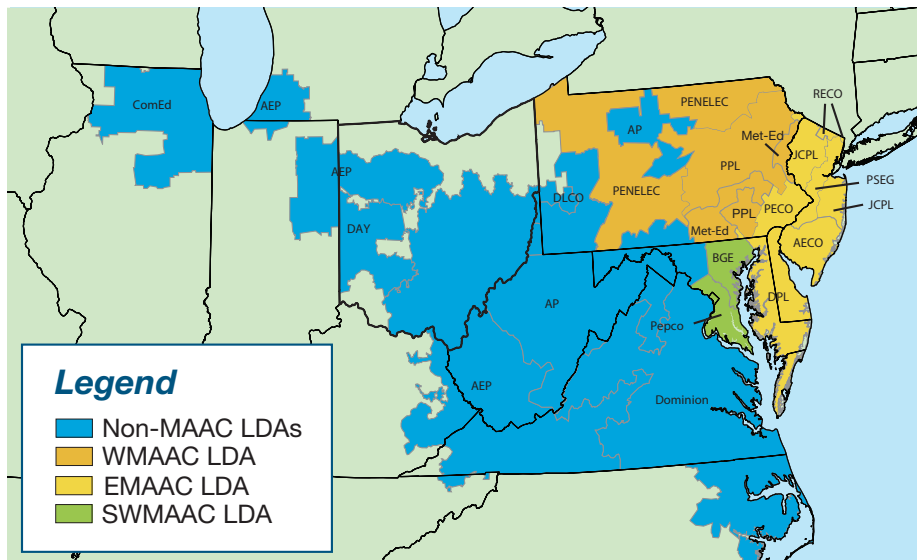 RECO
ComEd
AEP
PENELEC
AP
Met-Ed
JCPL
AEP
PPL
PSEG
DLCO
PENELEC
PECO
JCPL
DAY
PPL
Met-Ed
AECO
BGE
AP
DPL
Pepco
AEP
Dominion
Legend
Non-MAAC LDAs
WMAAC LDA
EMAAC LDA
SWMAAC LDA